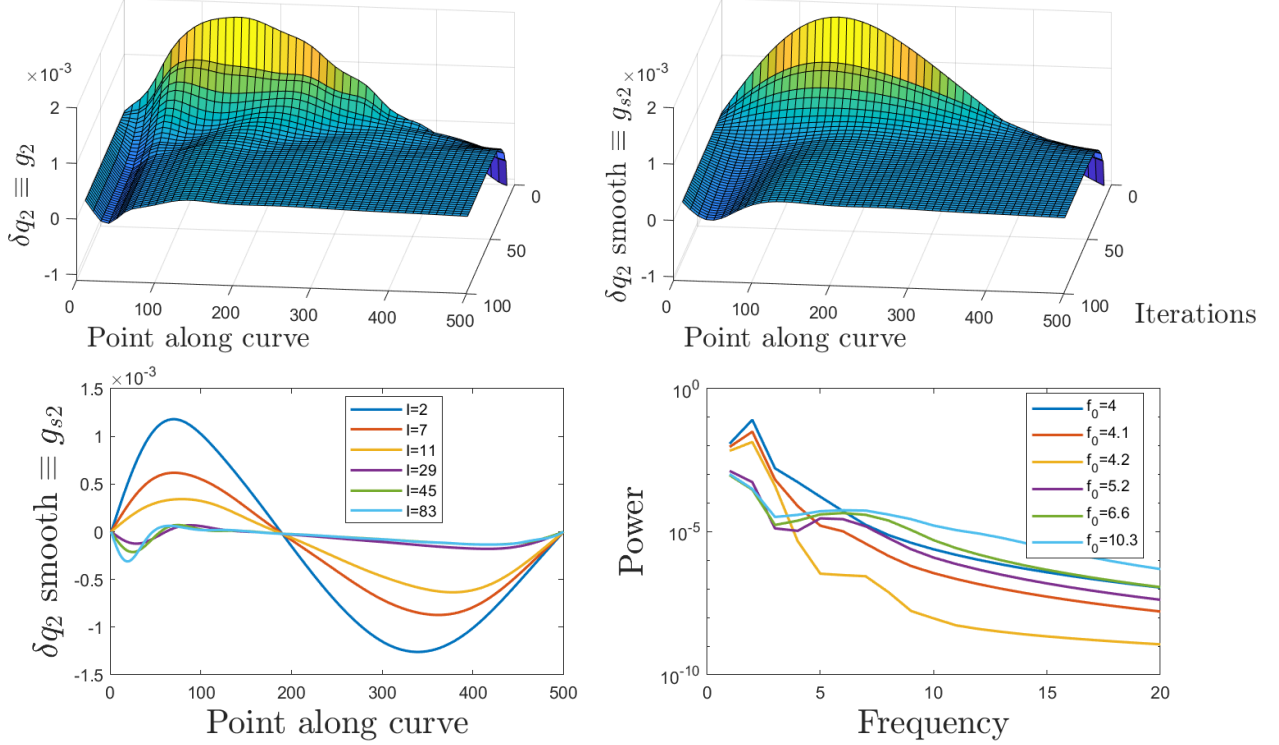 ×10⁻³
δq₂ ≡ g₂
2
1
0
-1
0
100
200
300
400
500
0
50
100
Point along curve
×10⁻³
δq₂ smooth ≡ gₛ₂
2
1
0
-1
0
100
200
300
400
500
0
50
100
Point along curve
Iterations
×10⁻³
δq₂ smooth ≡ gₛ₂
1.5
1
0.5
0
-0.5
-1
-1.5
I=2
I=7
I=11
I=29
I=45
I=83
0
100
200
300
400
500
Point along curve
Power
10⁰
10⁻⁵
10⁻¹⁰
f₀=4
f₀=4.1
f₀=4.2
f₀=5.2
f₀=6.6
f₀=10.3
0
5
10
15
20
Frequency